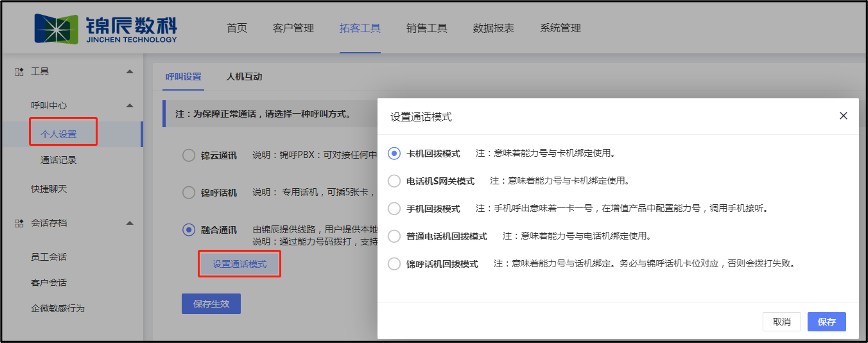 锦辰数科
JINCHEN TECHNOLOGY
首页 客户管理 拓客工具 销售工具 数据报表 系统管理
工具
呼叫中心
个人设置
通话记录
快捷聊天
会话存档
员工会话
客户会话
企微敏感行为
呼叫设置 人机互动
注：为保障正常通话，请选择一种呼叫方式。
锦云通讯 说明：锦呼PBX：可对接任何中
锦呼话机 说明： 专用话机，可插5张卡，
融合通讯 由锦辰提供线路，用户提供本地
说明：通过能力号码拨打，支持
设置通话模式
保存生效
设置通话模式
卡机回拨模式 注：意味着能力号与卡机绑定使用。
电话机S网关模式 注：意味着能力号与卡机绑定使用。
手机回拨模式 注：手机呼出意味着一卡一号，在增值产品中配置能力号，调用手机接听。
普通电话机回拨模式 注：意味着能力号与电话机绑定使用。
锦呼话机回拨模式 注：意味着能力号与话机绑定。务必与锦呼话机卡位对应，否则会拨打失败。
取消 保存